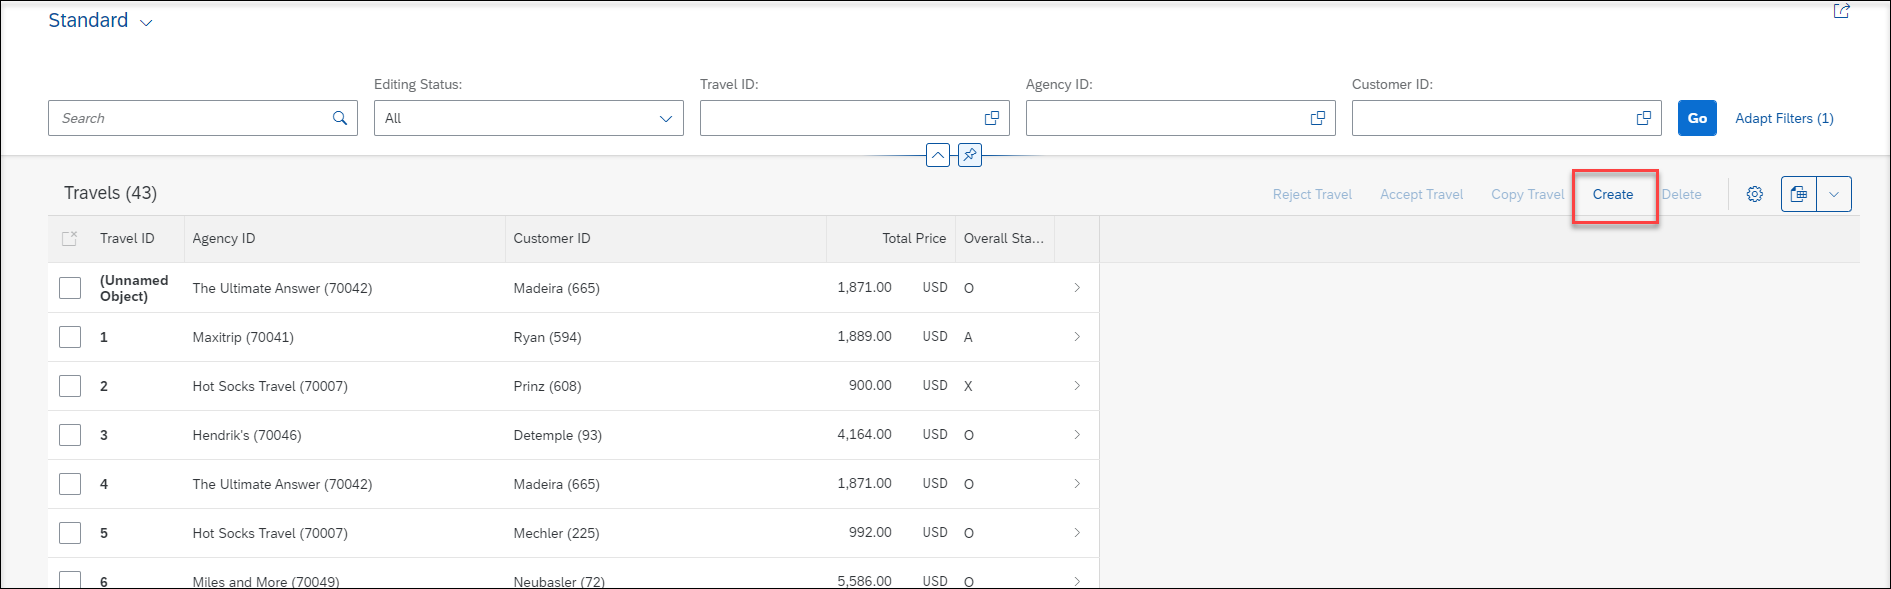 Standard
Editing Status:
Travel ID:
Agency ID:
Customer ID:
Search
All
Go
Adapt Filters (1)
Travels (43)
Reject Travel
Accept Travel
Copy Travel
Create
Delete
Travel ID Agency ID Customer ID Total Price Overall Sta...
(Unnamed
Object) The Ultimate Answer (70042) Madeira (665) 1,871.00 USD O
1 Maxitrip (70041) Ryan (594) 1,889.00 USD A
2 Hot Socks Travel (70007) Prinz (608) 900.00 USD X
3 Hendrik's (70046) Detemple (93) 4,164.00 USD O
4 The Ultimate Answer (70042) Madeira (665) 1,871.00 USD O
5 Hot Socks Travel (70007) Mechler (225) 992.00 USD O
6 Miles and More (70049) Neubasler (72) 5,586.00 USD O